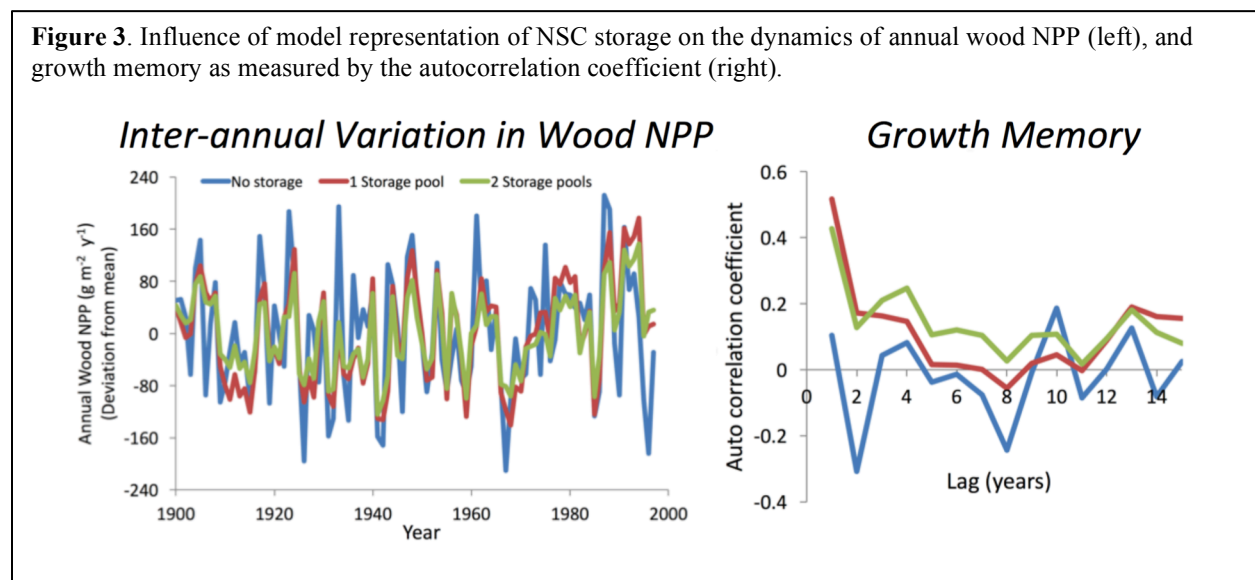 Figure 3. Influence of model representation of NSC storage on the dynamics of annual wood NPP (left), and
growth memory as measured by the autocorrelation coefficient (right).
Inter-annual Variation in Wood NPP
No storage 1 Storage pool 2 Storage pools
Annual Wood NPP (g m⁻² y⁻¹)
(Deviation from mean)
240
160
80
0
-80
-160
-240
1900 1920 1940 1960 1980 2000
Year
Growth Memory
Auto correlation coefficient
0.6
0.4
0.2
0
-0.2
-0.4
0 2 4 6 8 10 12 14
Lag (years)